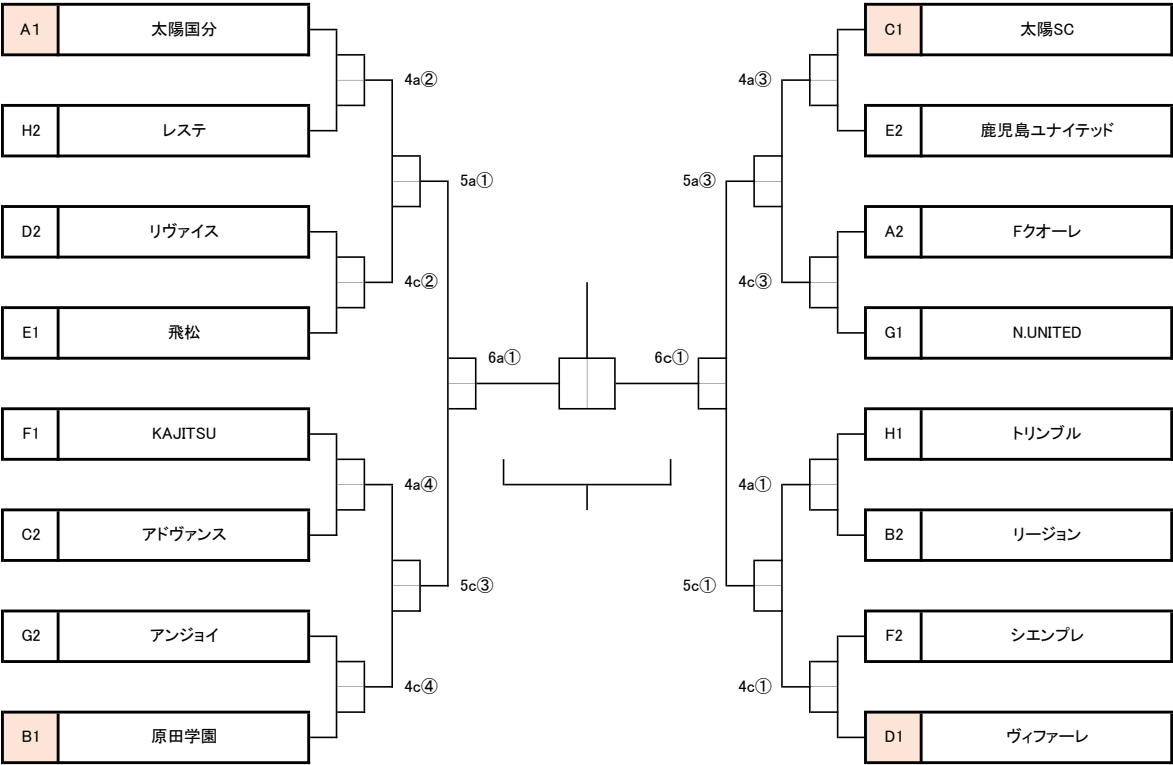 A1 太陽国分
4a②
H2 レステ
5a①
D2 リヴァイス
4c②
E1 飛松
6a①
F1 KAJITSU
4a④
C2 アドヴァンス
5c③
G2 アンジョイ
4c④
B1 原田学園
C1 太陽SC
4a③
E2 鹿児島ユナイテッド
5a③
A2 Fクオーレ
4c③
G1 N.UNITED
6c①
H1 トリンブル
4a①
B2 リージョン
5c①
F2 シエンプレ
4c①
D1 ヴィファーレ